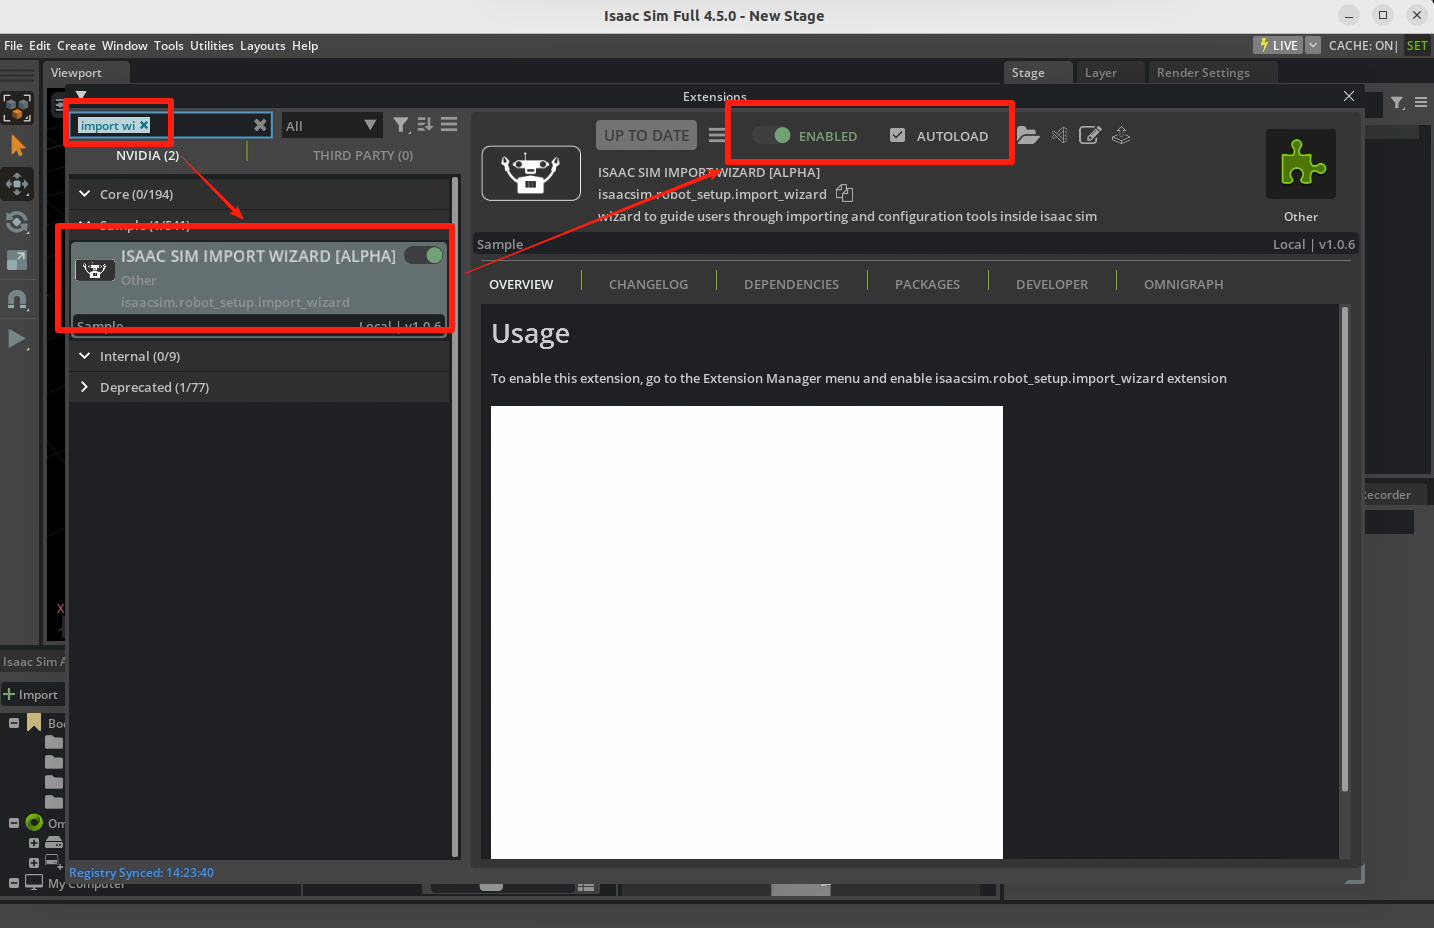 Isaac Sim Full 4.5.0 - New Stage
File Edit Create Window Tools Utilities Layouts Help
LIVE CACHE: ON| SET
Viewport
Stage Layer Render Settings
Extensions
import wi
All
UP TO DATE
ENABLED
AUTOLOAD
NVIDIA (2)
THIRD PARTY (0)
ISAAC SIM IMPORT WIZARD [ALPHA]
isaacsim.robot_setup.import_wizard
wizard to guide users through importing and configuration tools inside isaac sim
Other
Sample
Local | v1.0.6
Core (0/194)
Sample (1/541)
ISAAC SIM IMPORT WIZARD [ALPHA]
Other
isaacsim.robot_setup.import_wizard
Sample
Local | v1.0.6
Internal (0/9)
Deprecated (1/77)
OVERVIEW CHANGELOG DEPENDENCIES PACKAGES DEVELOPER OMNIGRAPH
Usage
To enable this extension, go to the Extension Manager menu and enable isaacsim.robot_setup.import_wizard extension
ecorder
X
Isaac Sim A
Import
Boo
Om
My Computer
Registry Synced: 14:23:40